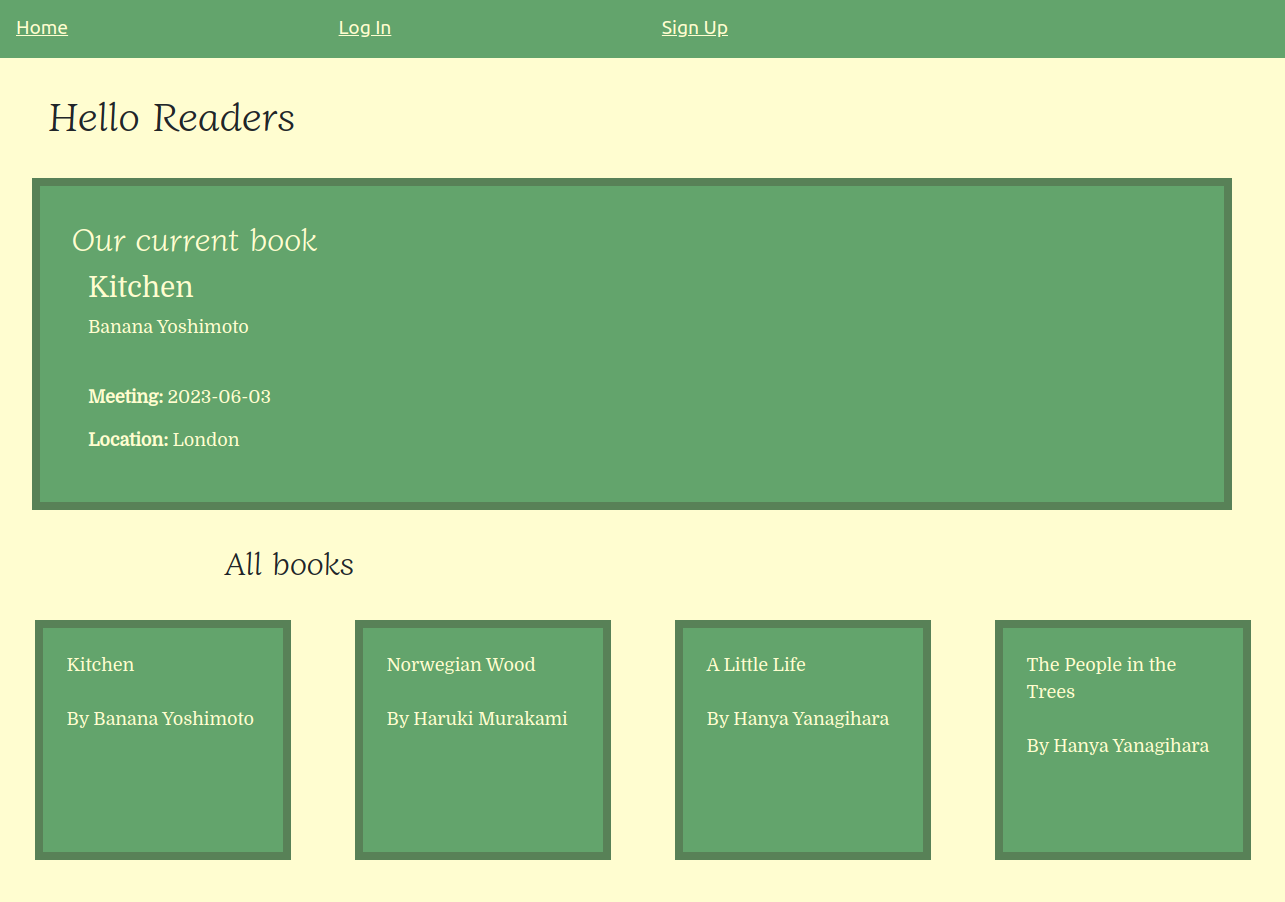 Home Log In Sign Up
Hello Readers
Our current book
Kitchen
Banana Yoshimoto
Meeting: 2023-06-03
Location: London
All books
Kitchen
By Banana Yoshimoto
Norwegian Wood
By Haruki Murakami
A Little Life
By Hanya Yanagihara
The People in the
Trees
By Hanya Yanagihara